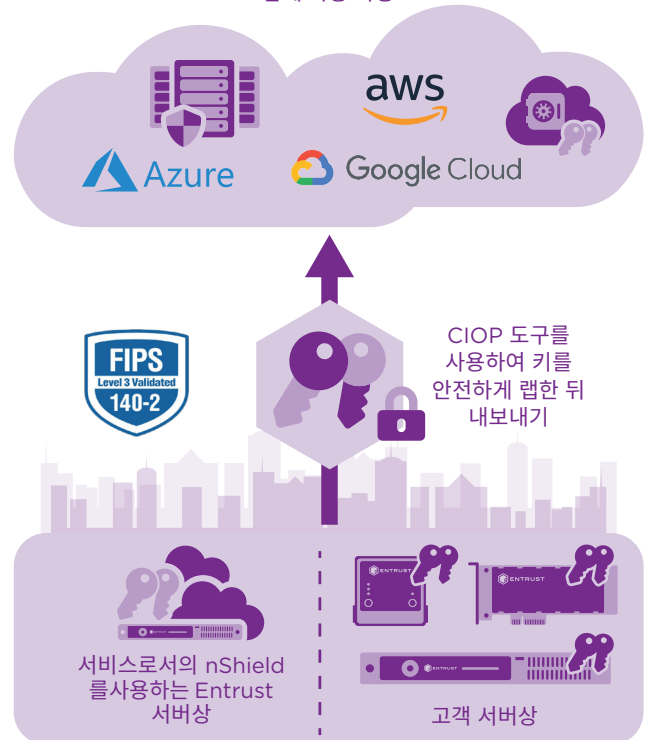 aws
Azure
Google Cloud
FIPS
Level 3 Validated
140-2
CIOP 도구를
사용하여 키를
안전하게 랩한 뒤
내보내기
ENTRUST
ENTRUST
ENTRUST
ENTRUST
서비스로서의 nShield
를사용하는 Entrust
서버상
고객 서버상